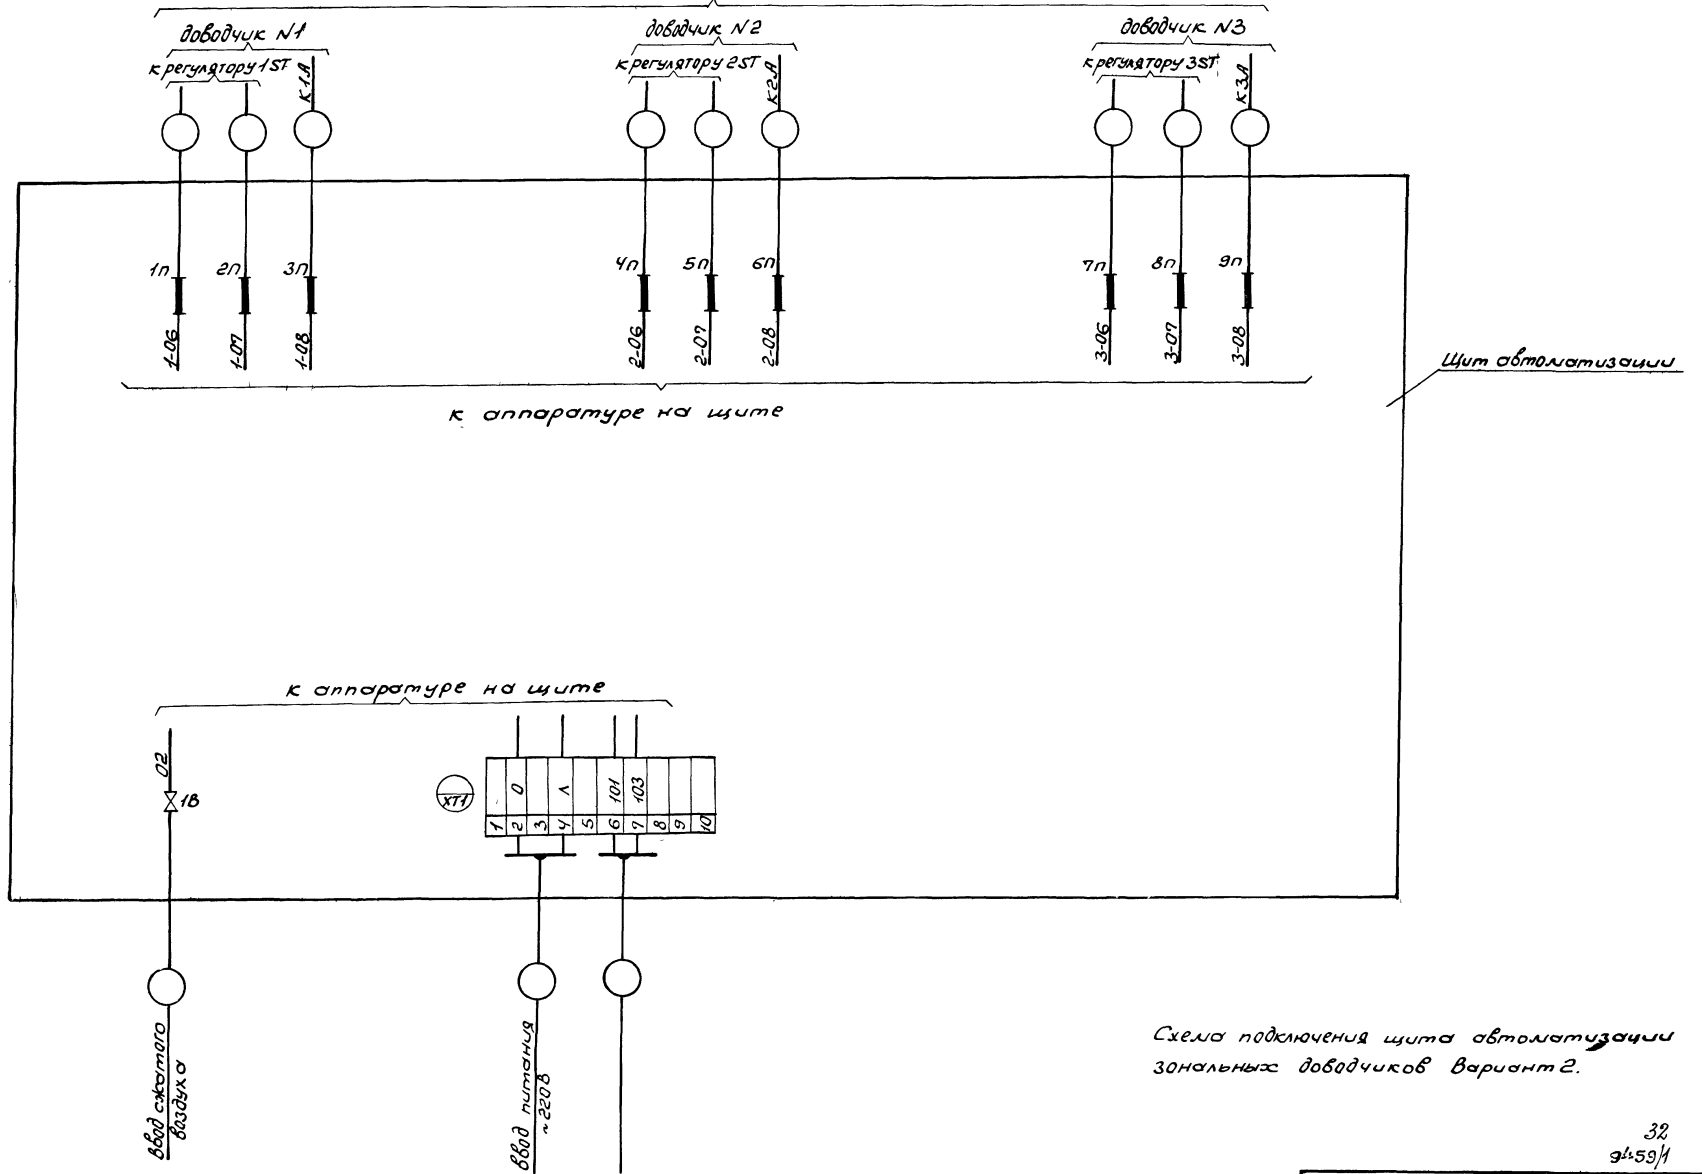 доводчик N1
доводчик N2
доводчик N3
к регулятору 1ST
К1А
к регулятору 2ST
К2А
к регулятору 3ST
К3А
1п
2п
3п
4п
5п
6п
7п
8п
9п
1-06
1-07
1-08
2-06
2-07
2-08
3-06
3-07
3-08
Щит автоматизации
к аппаратуре на щите
к аппаратуре на щите
02
1В
XT1
О
Л
101
103
1
2
3
4
5
6
7
8
9
10
Ввод сжатого
воздуха
Ввод питания
~220В
Схема подключения щита автоматизации
зональных доводчиков Вариант 2.
32